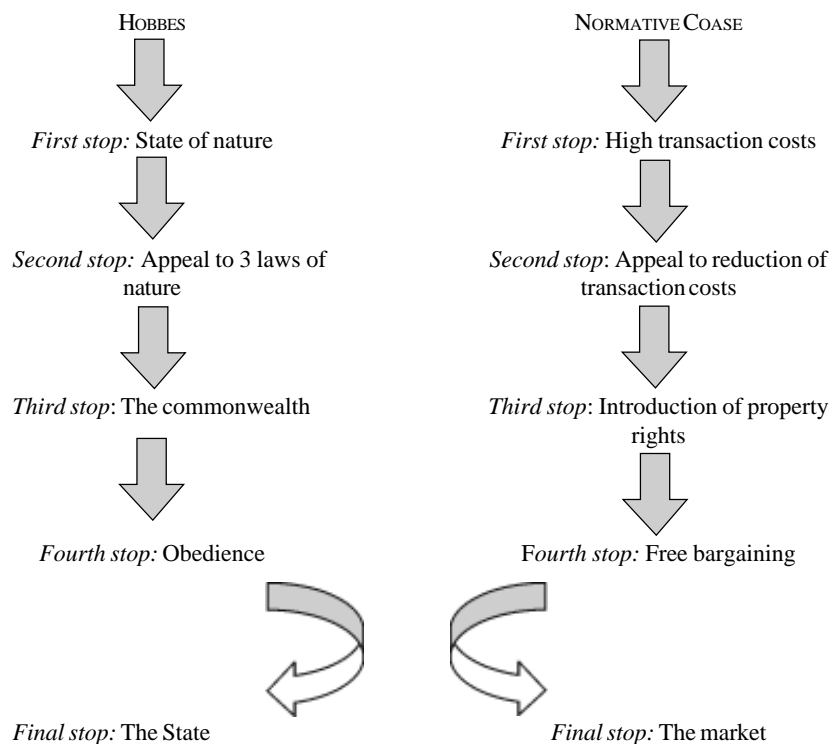 HOBBES
NORMATIVE COASE
First stop: State of nature
First stop: High transaction costs
Second stop: Appeal to 3 laws of
nature
Second stop: Appeal to reduction of
transaction costs
Third stop: The commonwealth
Third stop: Introduction of property
rights
Fourth stop: Obedience
Fourth stop: Free bargaining
Final stop: The State
Final stop: The market